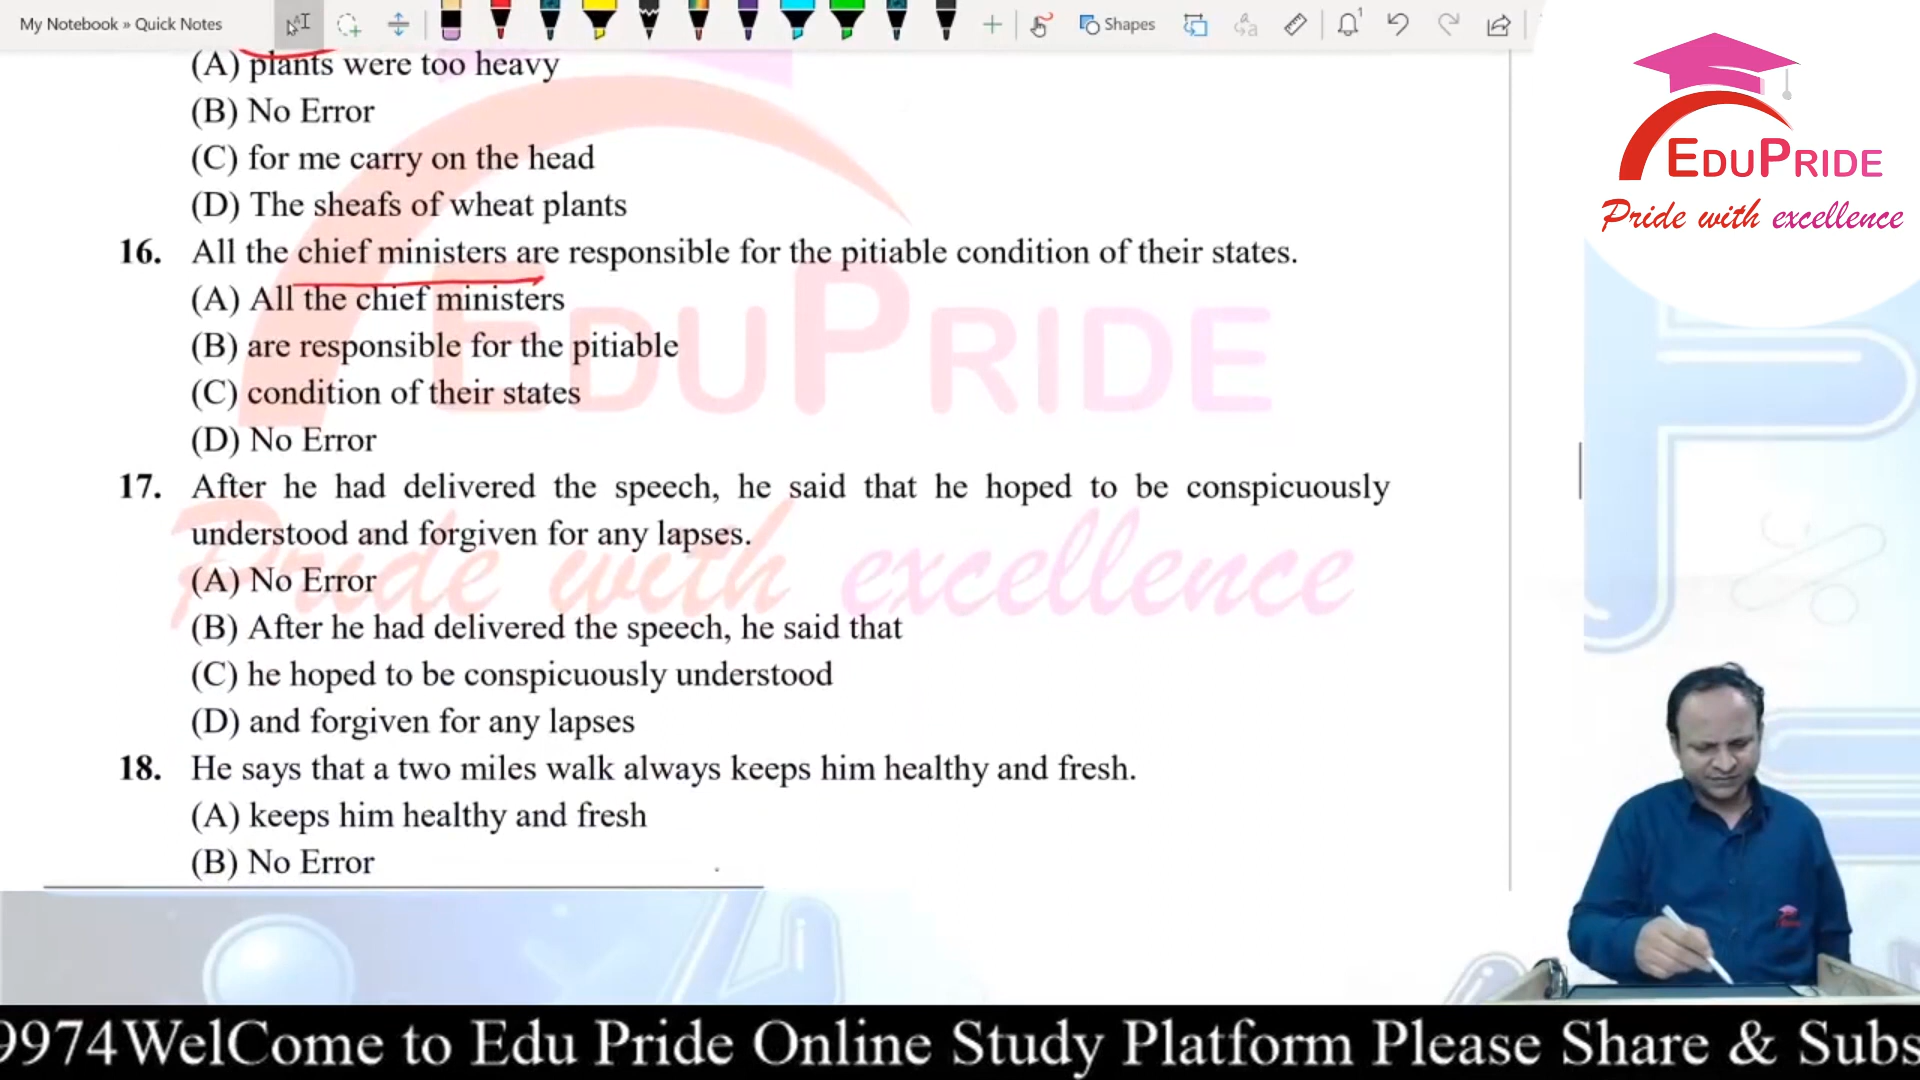 My Notebook » Quick Notes
Shapes
(A) plants were too heavy
(B) No Error
(C) for me carry on the head
(D) The sheafs of wheat plants
16. All the chief ministers are responsible for the pitiable condition of their states.
(A) All the chief ministers
(B) are responsible for the pitiable
(C) condition of their states
(D) No Error
17. After he had delivered the speech, he said that he hoped to be conspicuously
understood and forgiven for any lapses.
(A) No Error
(B) After he had delivered the speech, he said that
(C) he hoped to be conspicuously understood
(D) and forgiven for any lapses
18. He says that a two miles walk always keeps him healthy and fresh.
(A) keeps him healthy and fresh
(B) No Error
EDUPRIDE
Pride with excellence
EDUPRIDE
Pride with excellence
9974WelCome to Edu Pride Online Study Platform Please Share & Subs